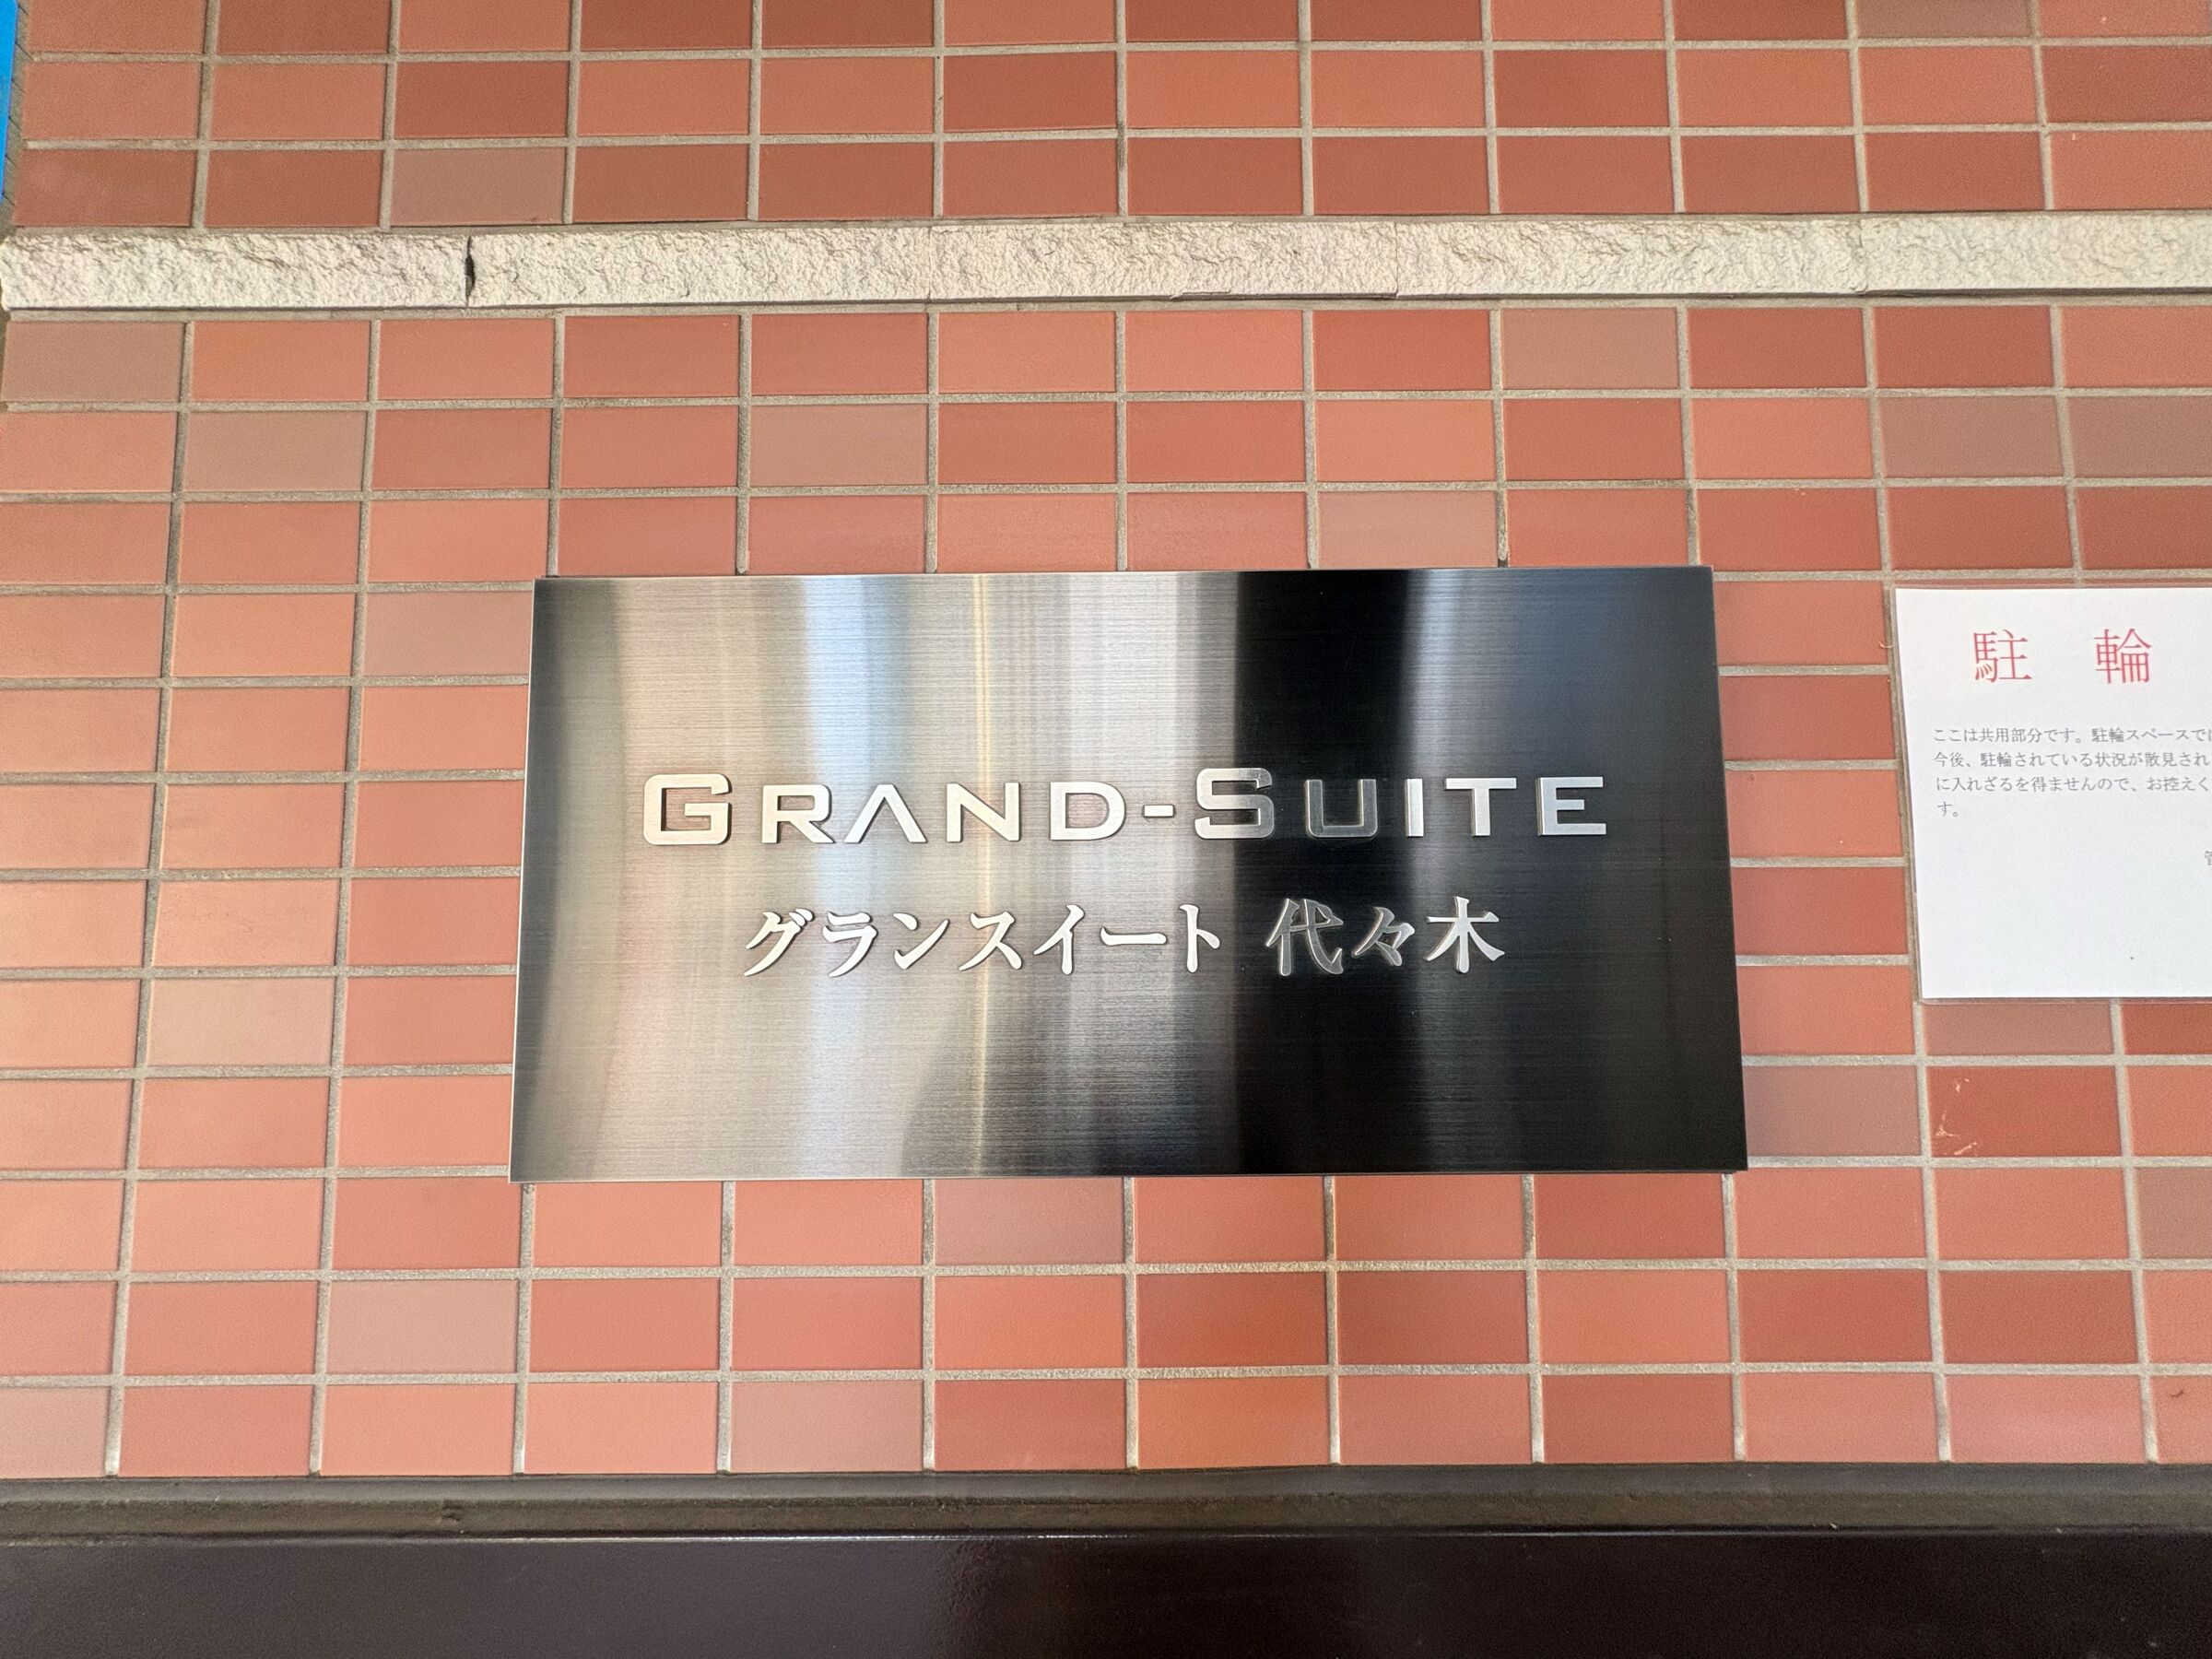 GRAND-SUITE
グランスイート 代々木
駐 輪
ここは共用部分です。駐輪スペースで
今後、駐輪されている状況が散見され
に入れざるを得ませんので、お控えく
す。